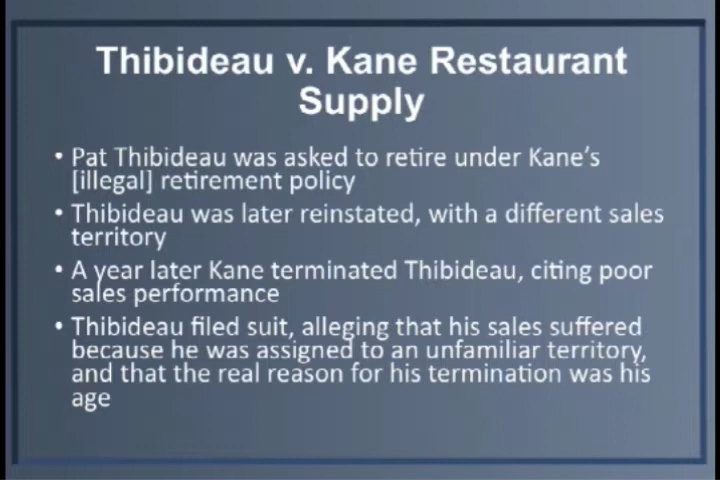 Thibideau v. Kane Restaurant
Supply
• Pat Thibideau was asked to retire under Kane's
[illegal] retirement policy
• Thibideau was later reinstated, with a different sales
territory
• A year later Kane terminated Thibideau, citing poor
sales performance
• Thibideau filed suit, alleging that his sales suffered
because he was assigned to an unfamiliar territory,
and that the real reason for his termination was his
age